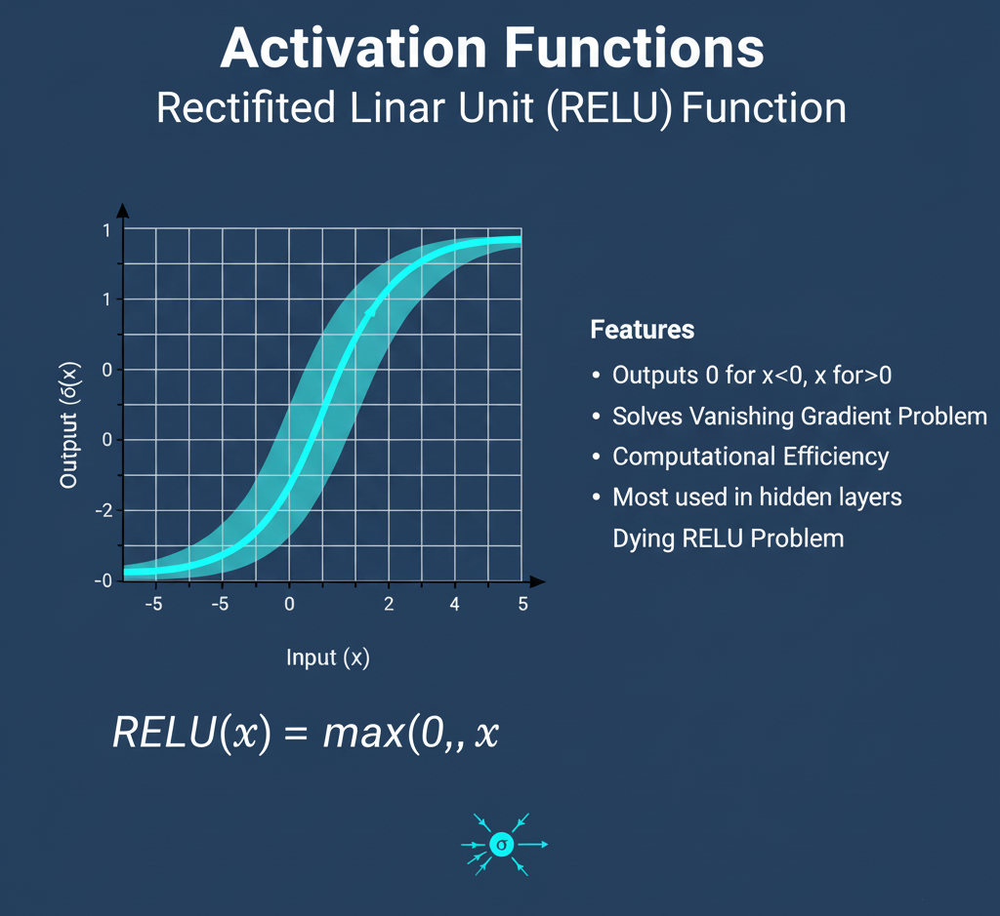 Activation Functions
Rectifited Linar Unit (RELU) Function
1
1
0
0
-2
-0
Output (σ́(x)
-5 -5 0 2 4 5
Input (x)
Features
• Outputs 0 for x<0, x for>0
• Solves Vanishing Gradient Problem
• Computational Efficiency
• Most used in hidden layers
Dying RELU Problem
RELU(x) = max(0,, x
σ